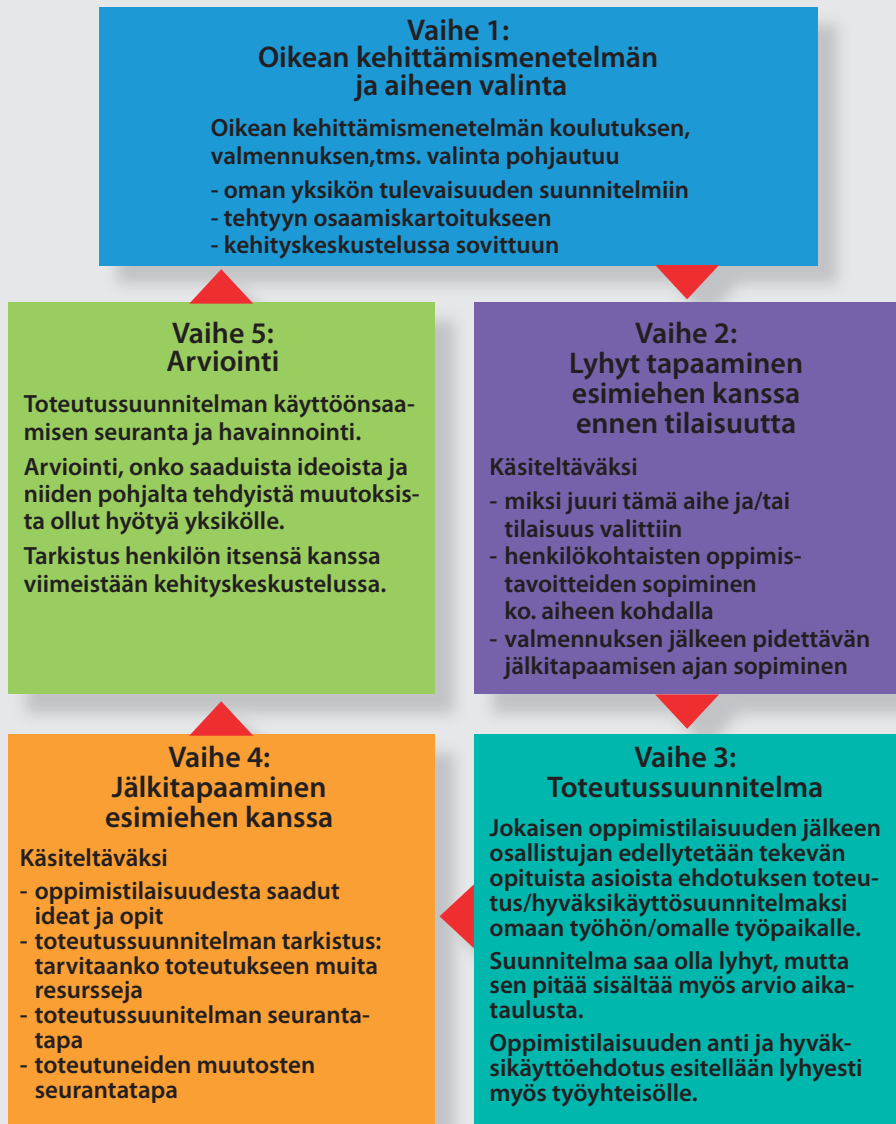 Vaihe 1:
Oikean kehittämismenetelmän
ja aiheen valinta
Oikean kehittämismenetelmän koulutuksen,
valmennuksen,tms. valinta pohjautuu
- oman yksikön tulevaisuuden suunnitelmiin
- tehtyyn osaamiskartoitukseen
- kehityskeskustelussa sovittuun
Vaihe 2:
Lyhyt tapaaminen
esimiehen kanssa
ennen tilaisuutta
Käsiteltäväksi
- miksi juuri tämä aihe ja/tai
tilaisuus valittiin
- henkilökohtaisten oppimis-
tavoitteiden sopiminen
ko. aiheen kohdalla
- valmennuksen jälkeen pidettävän
jälkitapaamisen ajan sopiminen
Vaihe 3:
Toteutussuunnitelma
Jokaisen oppimistilaisuuden jälkeen
osallistujan edellytetään tekevän
opituista asioista ehdotuksen toteu-
tus/hyväksikäyttösuunnitelmaksi
omaan työhön/omalle työpaikalle.
Suunnitelma saa olla lyhyt, mutta
sen pitää sisältää myös arvio aika-
taulusta.
Oppimistilaisuuden anti ja hyväk-
sikäyttöehdotus esitellään lyhyesti
myös työyhteisölle.
Vaihe 4:
Jälkitapaaminen
esimiehen kanssa
Käsiteltäväksi
- oppimistilaisuudesta saadut
ideat ja opit
- toteutussuunnitelman tarkistus:
tarvitaanko toteutukseen muita
resursseja
- toteutussuunitelman seuranta-
tapa
- toteutuneiden muutosten
seurantatapa
Vaihe 5:
Arviointi
Toteutussuunnitelman käyttöönsaa-
misen seuranta ja havainnointi.
Arviointi, onko saaduista ideoista ja
niiden pohjalta tehdyistä muutoksis-
ta ollut hyötyä yksikölle.
Tarkistus henkilön itsensä kanssa
viimeistään kehityskeskustelussa.